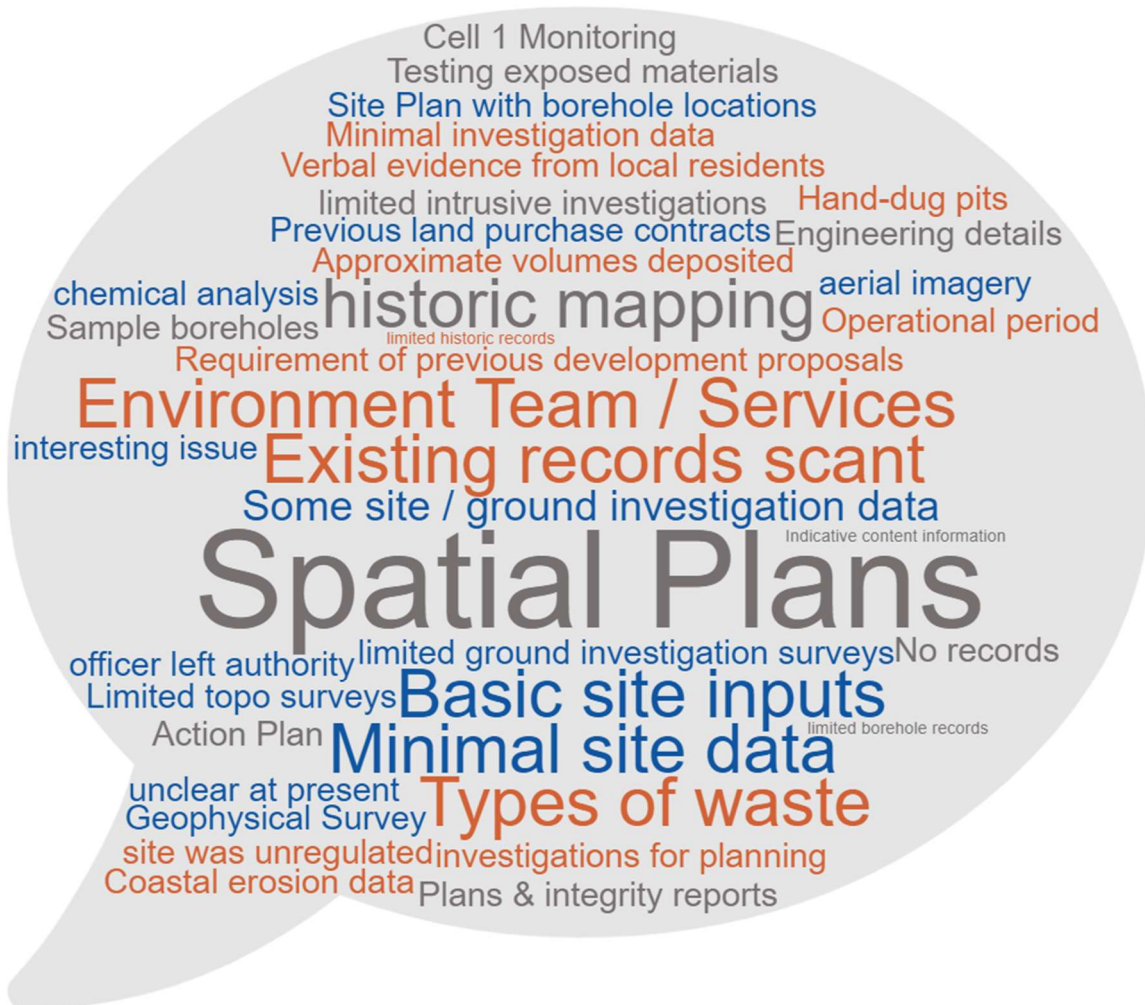 Cell 1 Monitoring
Testing exposed materials
Site Plan with borehole locations
Minimal investigation data
Verbal evidence from local residents
limited intrusive investigations
Hand-dug pits
Previous land purchase contracts
Engineering details
Approximate volumes deposited
chemical analysis
historic mapping
aerial imagery
Sample boreholes
limited historic records
Operational period
Requirement of previous development proposals
Environment Team / Services
interesting issue
Existing records scant
Some site / ground investigation data
Spatial Plans
Indicative content information
officer left authority
limited ground investigation surveys
No records
Limited topo surveys
Basic site inputs
Action Plan
Minimal site data
limited borehole records
unclear at present
Types of waste
Geophysical Survey
site was unregulated
investigations for planning
Coastal erosion data
Plans & integrity reports